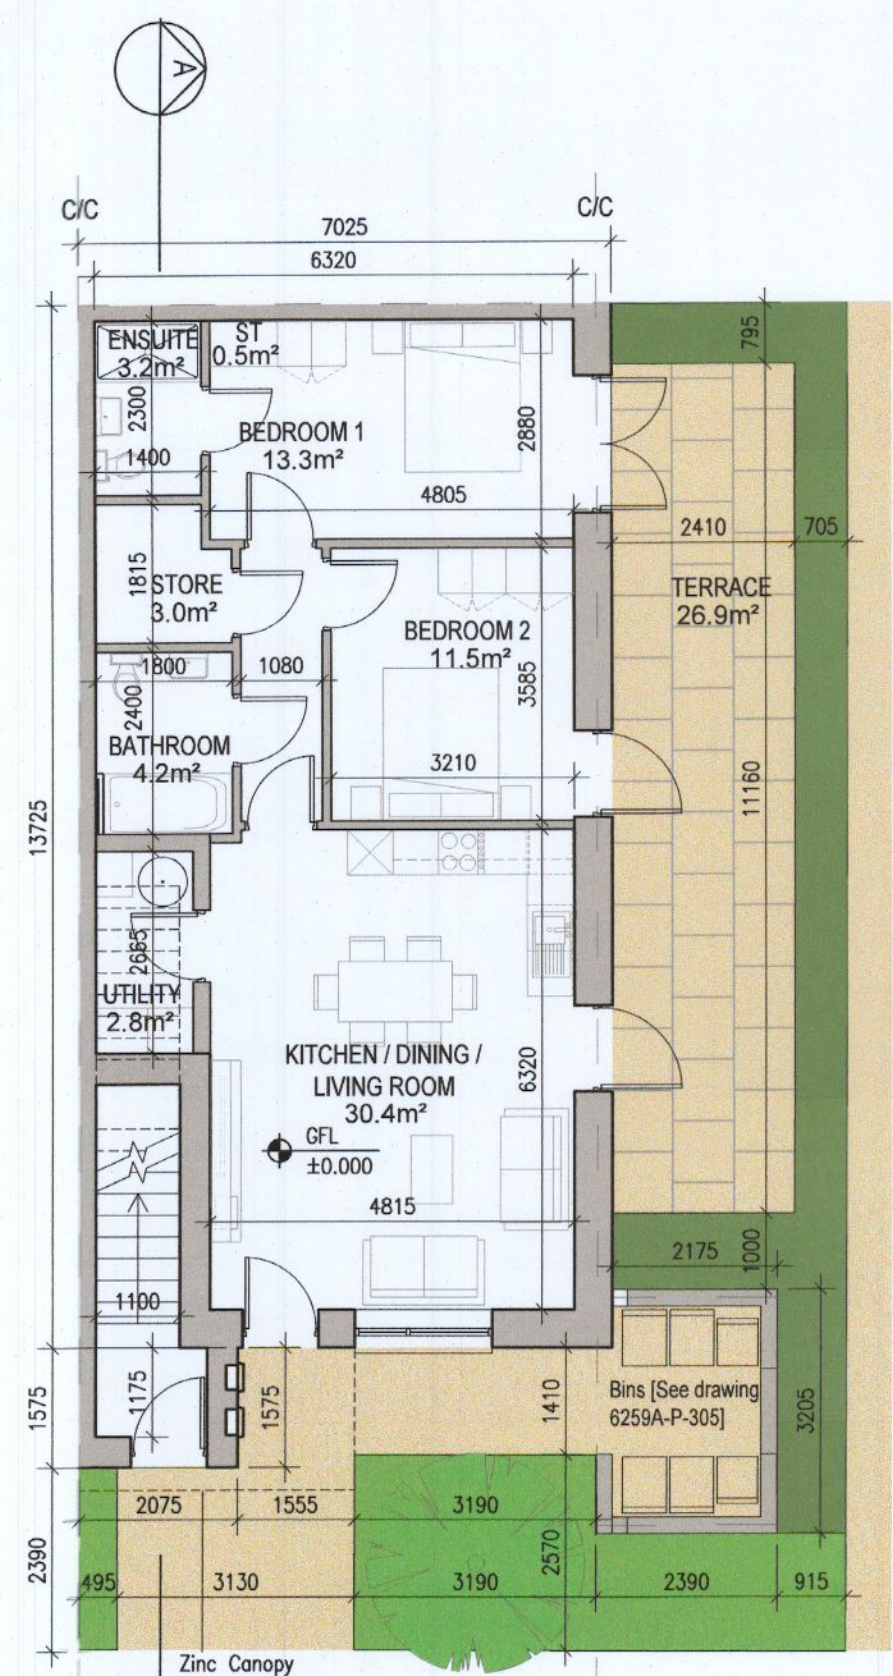 A
C/C
C/C
7025
6320
ENSUITE
3.2m²
ST
0.5m²
795
2300
BEDROOM 1
13.3m²
2880
1400
4805
2410
705
1815
STORE
3.0m²
TERRACE
26.9m²
BEDROOM 2
11.5m²
1800
1080
3585
2400
BATHROOM
4.2m²
3210
11160
13725
2665
UTILITY
2.8m²
KITCHEN / DINING /
LIVING ROOM
30.4m²
6320
GFL
±0.000
4815
2175
1000
1100
1575
1175
1575
1410
Bins [See drawing
6259A-P-305]
3205
2075
1555
3190
2390
2570
495
3130
3190
2390
915
Zinc Canopy